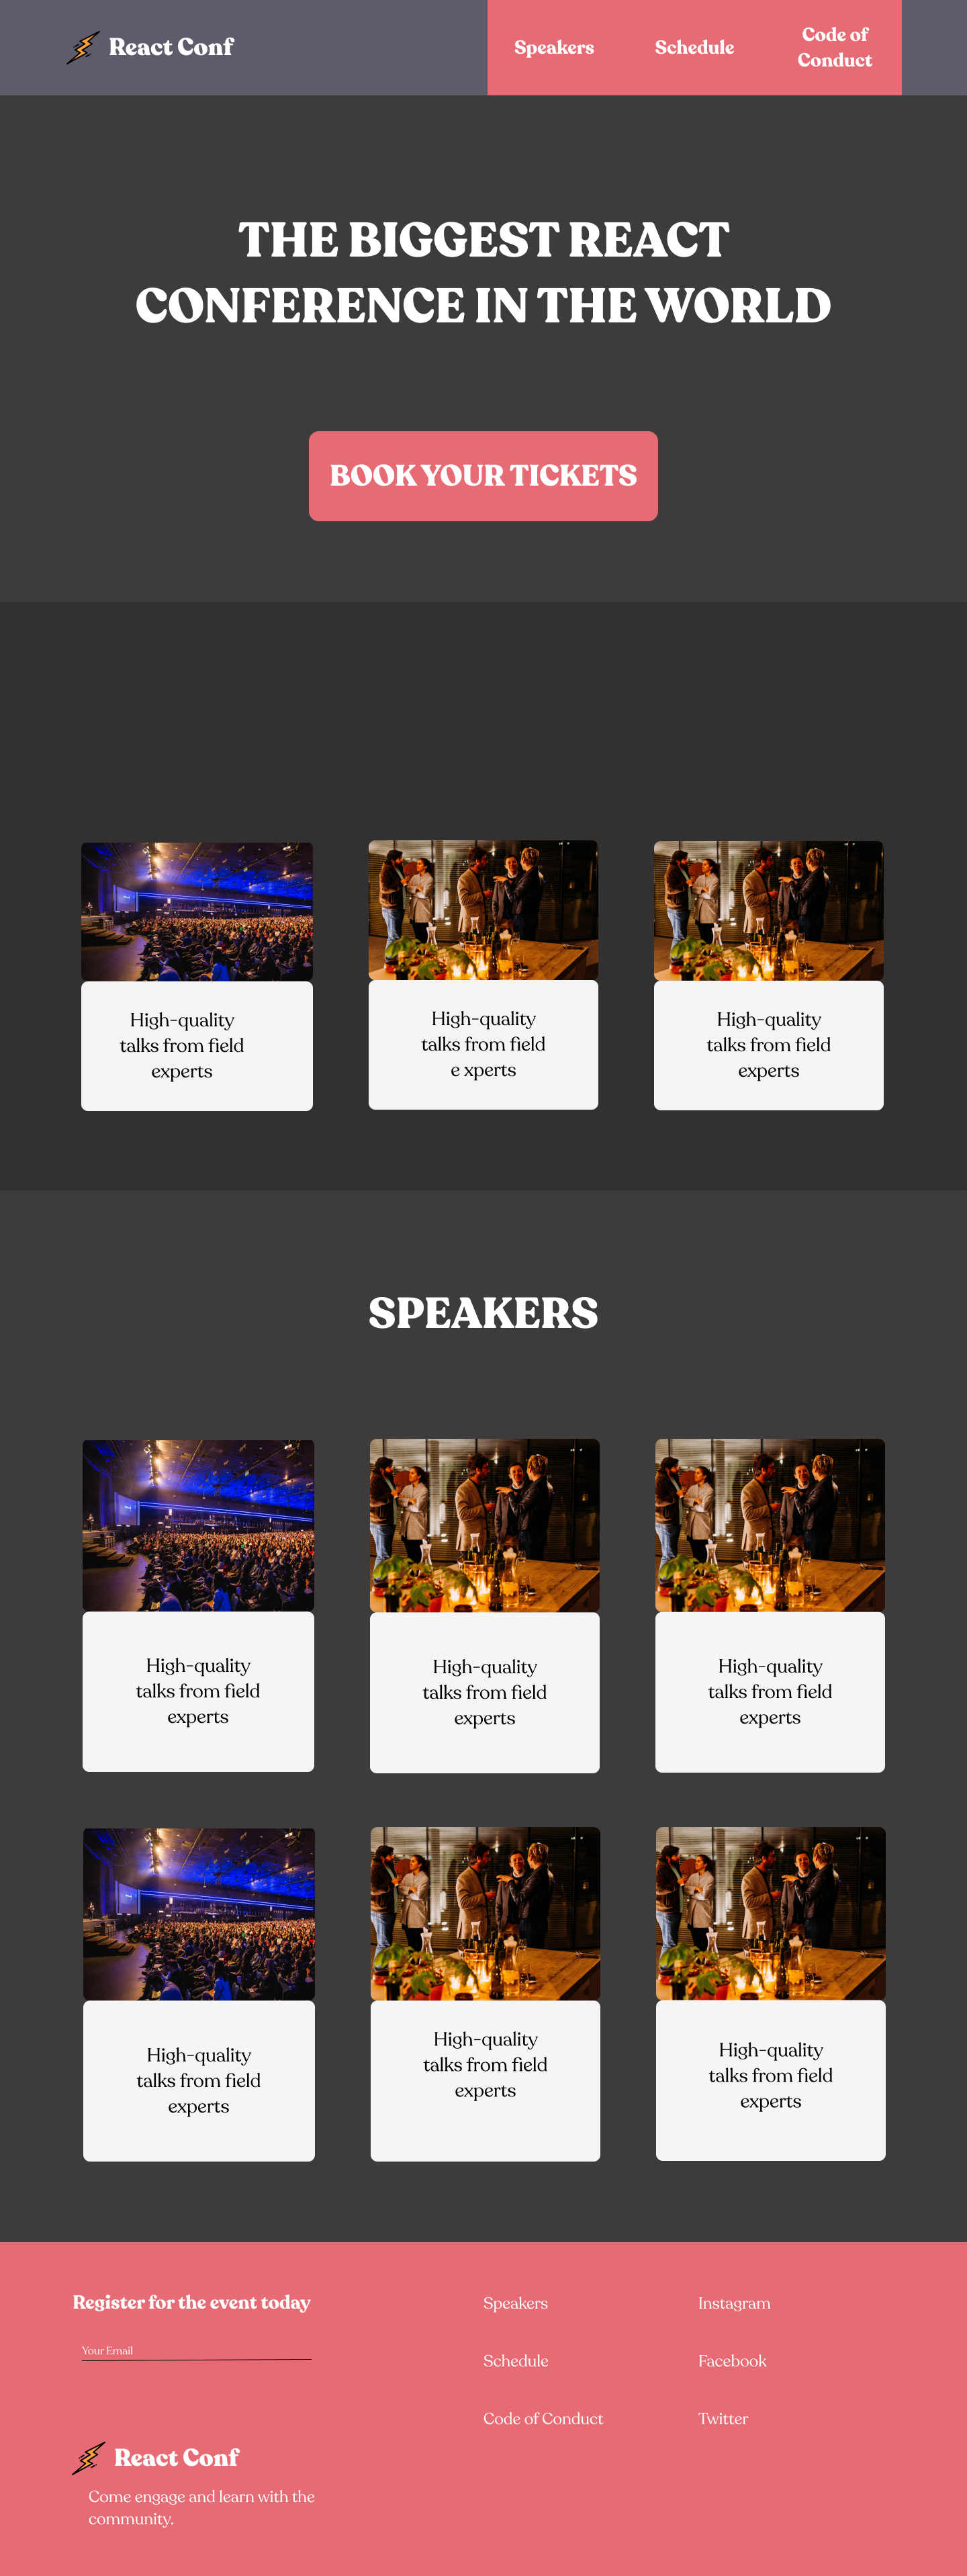 React Conf
Speakers
Schedule
Code of
Conduct
THE BIGGEST REACT
CONFERENCE IN THE WORLD
BOOK YOUR TICKETS
High-quality
talks from field
experts
High-quality
talks from field
e xperts
High-quality
talks from field
experts
SPEAKERS
High-quality
talks from field
experts
High-quality
talks from field
experts
High-quality
talks from field
experts
High-quality
talks from field
experts
High-quality
talks from field
experts
High-quality
talks from field
experts
Register for the event today
Your Email
React Conf
Come engage and learn with the
community.
Speakers
Schedule
Code of Conduct
Instagram
Facebook
Twitter